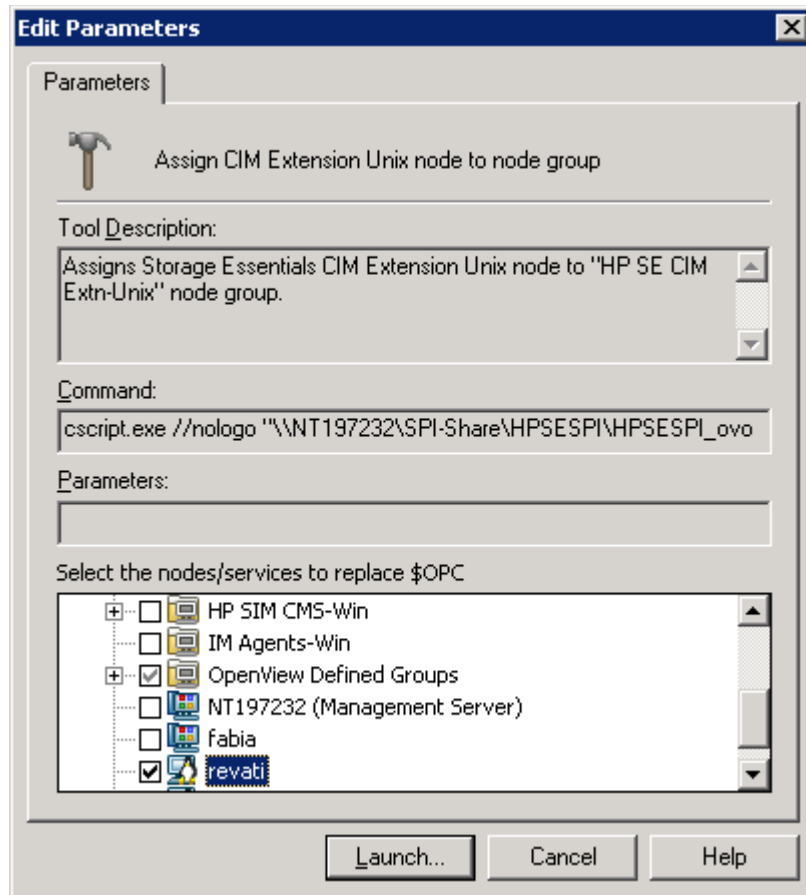 Edit Parameters
Parameters
Assign CIM Extension Unix node to node group
Tool Description:
Assigns Storage Essentials CIM Extension Unix node to "HP SE CIM
Extn-Unix" node group.
Command:
cscript.exe //nologo "\\NT197232\SPI-Share\HPSESPI\HPSESPI_ovo
Parameters:
Select the nodes/services to replace $OPC
HP SIM CMS-Win
IM Agents-Win
OpenView Defined Groups
NT197232 (Management Server)
fabia
revati
Launch... Cancel Help